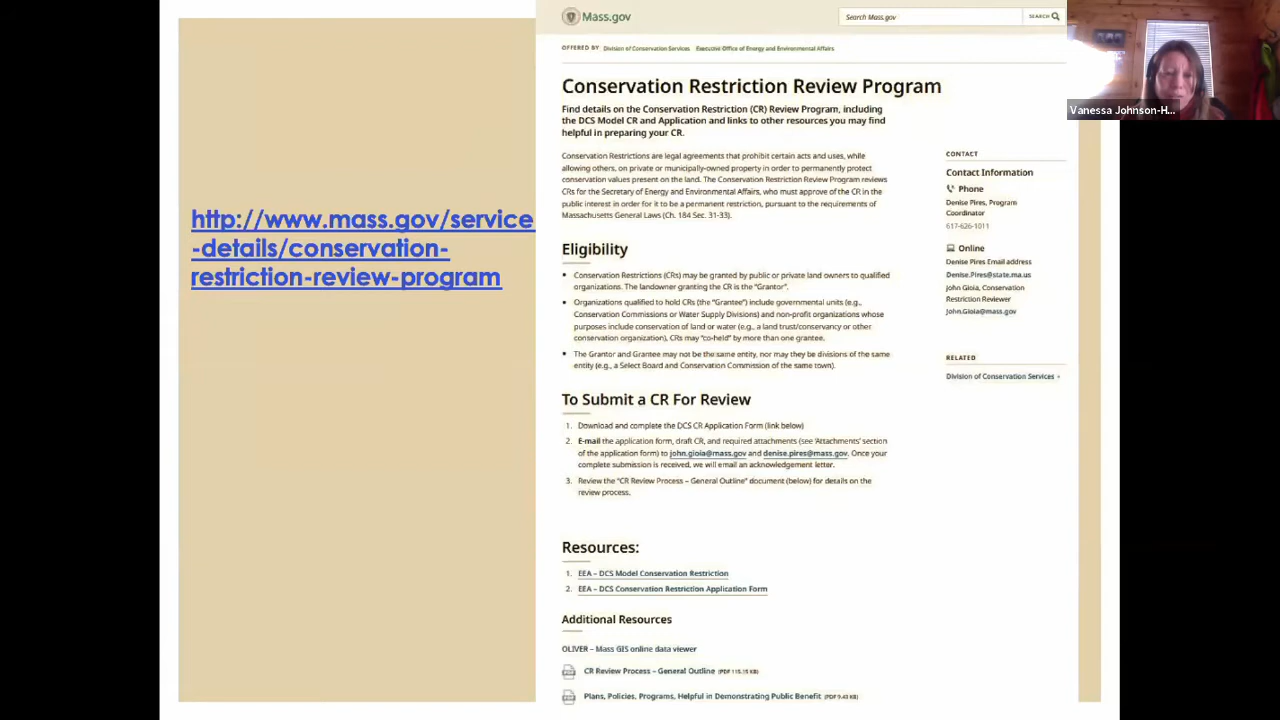 http://www.mass.gov/service
-details/conservation-
restriction-review-program
Mass.gov
Search Mass.gov
SEARCH
OFFERED BY Division of Conservation Services Executive Office of Energy and Environmental Affairs
Conservation Restriction Review Program
Find details on the Conservation Restriction (CR) Review Program, including
the DCS Model CR and Application and links to other resources you may find
helpful in preparing your CR.
Conservation Restrictions are legal agreements that prohibit certain acts and uses, while
allowing others, on private or municipally-owned property in order to permanently protect
conservation values present on the land. The Conservation Restriction Review Program reviews
CRs for the Secretary of Energy and Environmental Affairs, who must approve of the CR in the
public interest in order for it to be a permanent restriction, pursuant to the requirements of
Massachusetts General Laws (Ch. 184 Sec. 31-33).
Eligibility
Conservation Restrictions (CRs) may be granted by public or private land owners to qualified
organizations. The landowner granting the CR is the "Grantor".
Organizations qualified to hold CRs (the "Grantee") include governmental units (e.g.,
Conservation Commissions or Water Supply Divisions) and non-profit organizations whose
purposes include conservation of land or water (e.g., a land trust/conservancy or other
conservation organization), CRs may "co-held" by more than one grantee.
The Grantor and Grantee may not be the same entity, nor may they be divisions of the same
entity (e.g., a Select Board and Conservation Commission of the same town).
To Submit a CR For Review
1. Download and complete the DCS CR Application Form (link below)
2. E-mail the application form, draft CR, and required attachments (see 'Attachments' section
of the application form) to john.gioia@mass.gov and denise.pires@mass.gov. Once your
complete submission is received, we will email an acknowledgement letter.
3. Review the "CR Review Process – General Outline" document (below) for details on the
review process.
Resources:
1. EEA – DCS Model Conservation Restriction
2. EEA – DCS Conservation Restriction Application Form
Additional Resources
OLIVER – Mass GIS online data viewer
CR Review Process – General Outline (PDF 115.15 KB)
Plans, Policies, Programs, Helpful in Demonstrating Public Benefit (PDF 9.43 KB)
CONTACT
Contact Information
Phone
Denise Pires, Program
Coordinator
617-626-1011
Online
Denise Pires Email address
Denise.Pires@state.ma.us
John Gioia, Conservation
Restriction Reviewer
John.Gioia@mass.gov
RELATED
Division of Conservation Services
Vanessa Johnson-H...